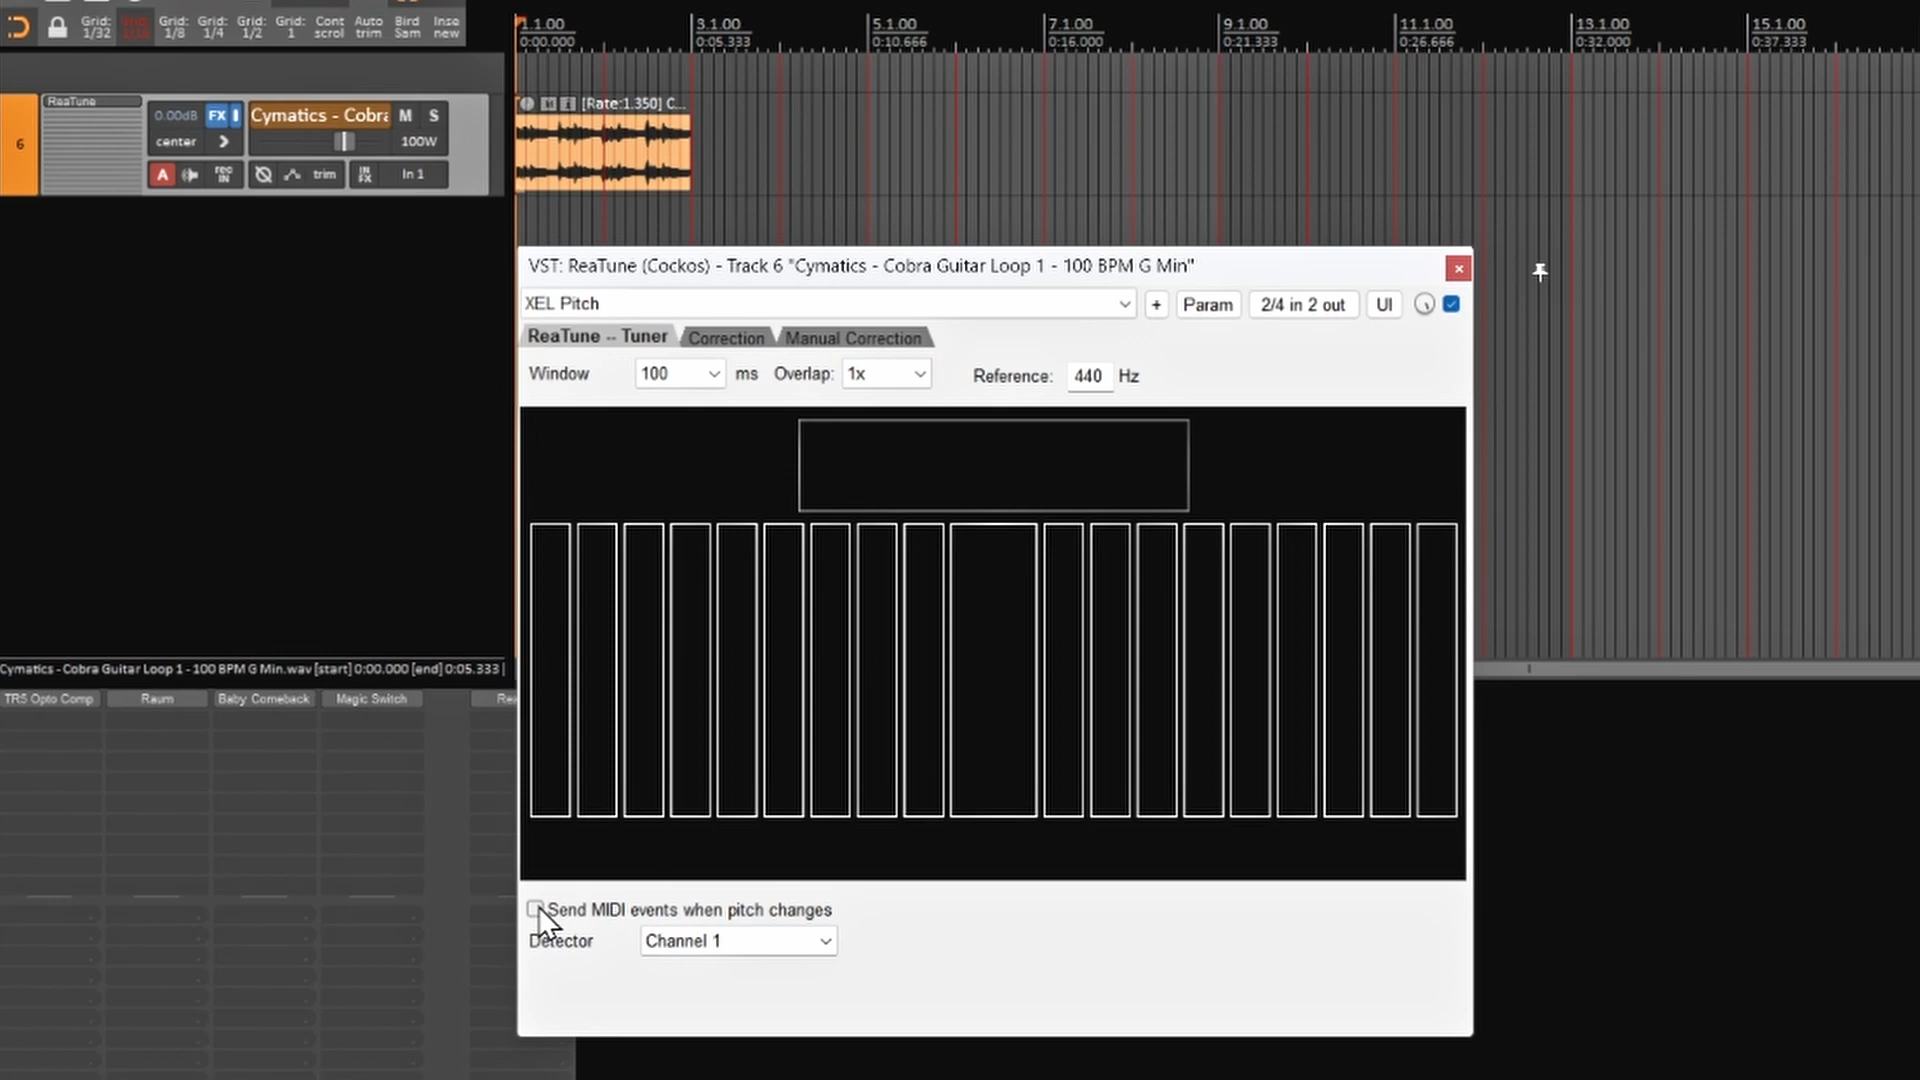 Grid: 1/32
Grid: 1/16
Grid: 1/8
Grid: 1/4
Grid: 1/2
Grid: 1
Cont scrol
Auto trim
Bird Sam
Inse new
1.1.00
0:00.000
3.1.00
0:05.333
5.1.00
0:10.666
7.1.00
0:16.000
9.1.00
0:21.333
11.1.00
0:26.666
13.1.00
0:32.000
15.1.00
0:37.333
6
ReaTune
0.00dB
FX
Cymatics - Cobra
M
S
center
100W
A
rec IN
trim
IN FX
In 1
[Rate:1.350] C...
VST: ReaTune (Cockos) - Track 6 "Cymatics - Cobra Guitar Loop 1 - 100 BPM G Min"
XEL Pitch
+
Param
2/4 in 2 out
UI
ReaTune -- Tuner
Correction
Manual Correction
Window
100
ms
Overlap:
1x
Reference:
440
Hz
Cymatics - Cobra Guitar Loop 1 - 100 BPM G Min.wav [start] 0:00.000 [end] 0:05.333
TR5 Opto Comp
Raum
Baby Comeback
Magic Switch
Send MIDI events when pitch changes
Detector
Channel 1